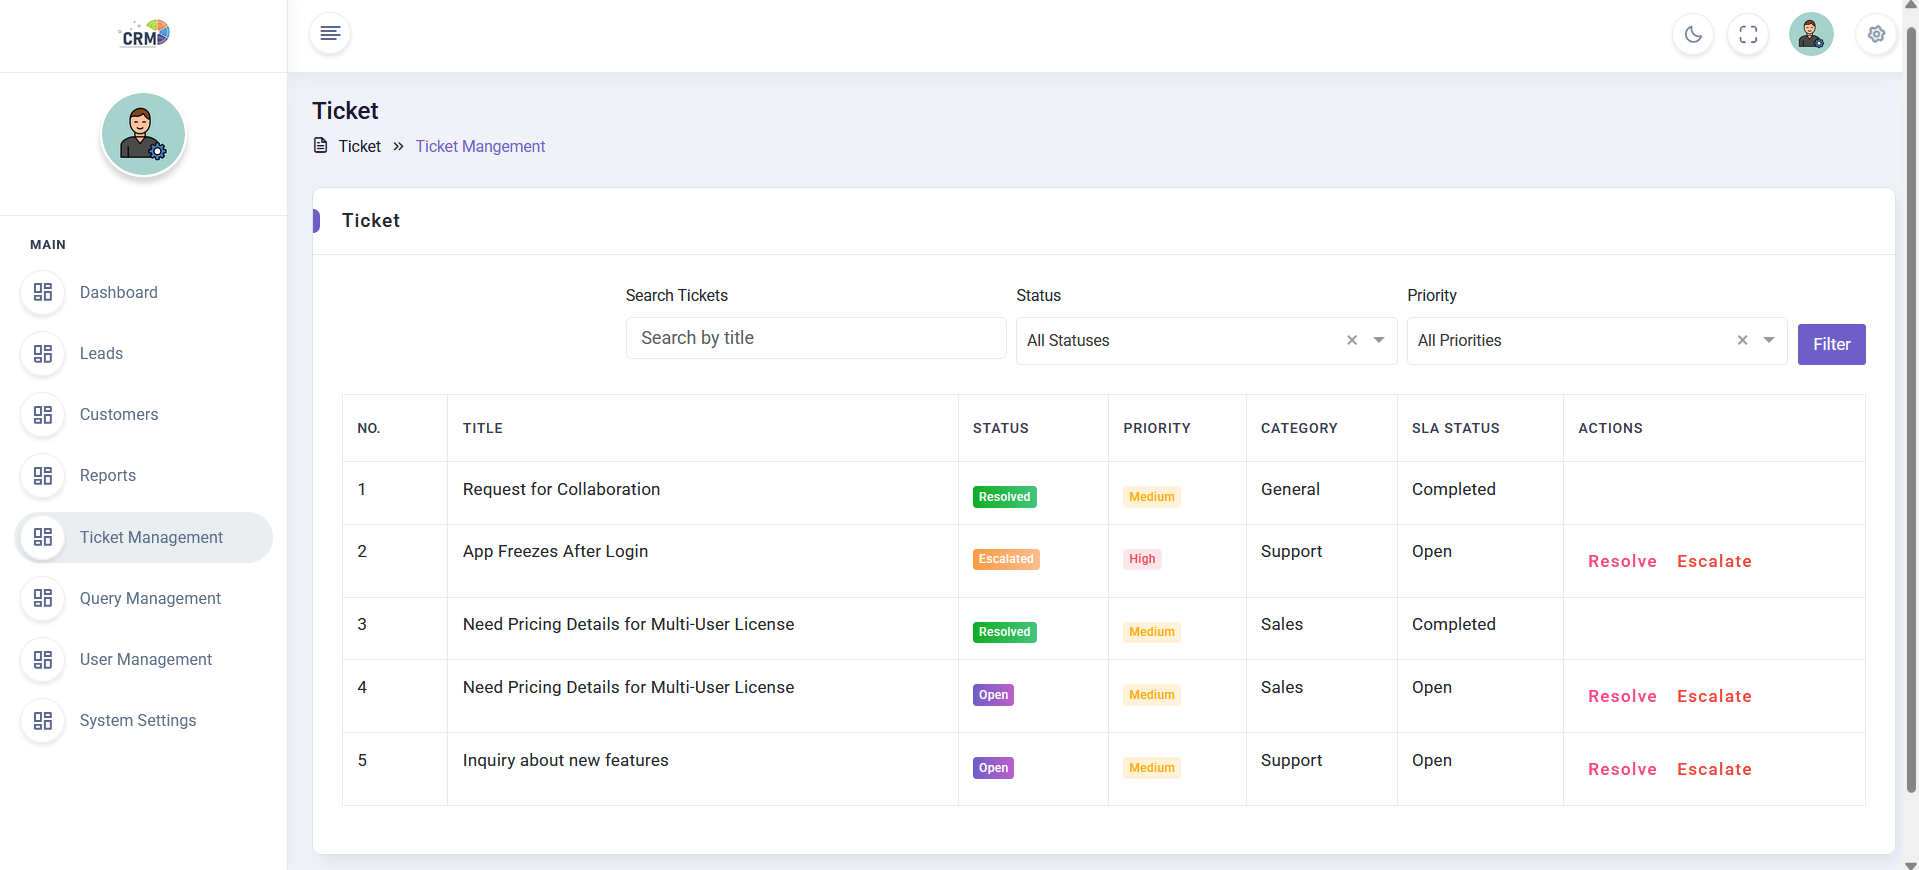 CRM
MAIN
Dashboard
Leads
Customers
Reports
Ticket Management
Query Management
User Management
System Settings
Ticket
Ticket » Ticket Mangement
Ticket
Search Tickets Status Priority
Search by title All Statuses × All Priorities × Filter
NO. TITLE STATUS PRIORITY CATEGORY SLA STATUS ACTIONS
1 Request for Collaboration Resolved Medium General Completed
2 App Freezes After Login Escalated High Support Open Resolve Escalate
3 Need Pricing Details for Multi-User License Resolved Medium Sales Completed
4 Need Pricing Details for Multi-User License Open Medium Sales Open Resolve Escalate
5 Inquiry about new features Open Medium Support Open Resolve Escalate